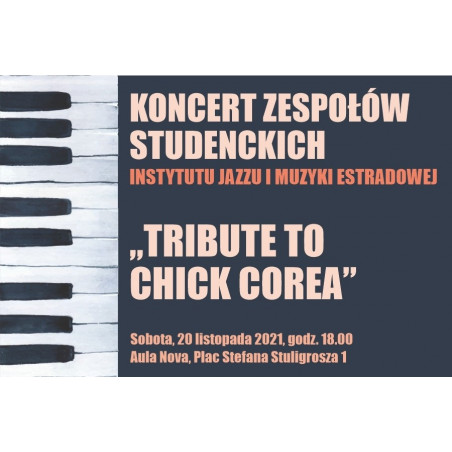 KONCERT ZESPOŁÓW
STUDENCKICH
INSTYTUTU JAZZU I MUZYKI ESTRADOWEJ
„TRIBUTE TO
CHICK COREA”
Sobota, 20 listopada 2021, godz. 18.00
Aula Nova, Plac Stefana Stuligrosza 1